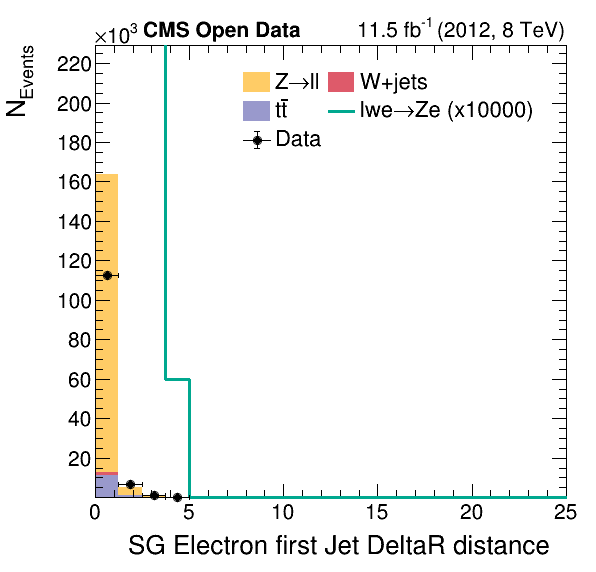 ×10³ CMS Open Data 11.5 fb⁻¹ (2012, 8 TeV)
N_Events
220
200
180
160
140
120
100
80
60
40
20
Z→ll W+jets
tt̄ lwe→Ze (x10000)
Data
0 5 10 15 20 25
SG Electron first Jet DeltaR distance